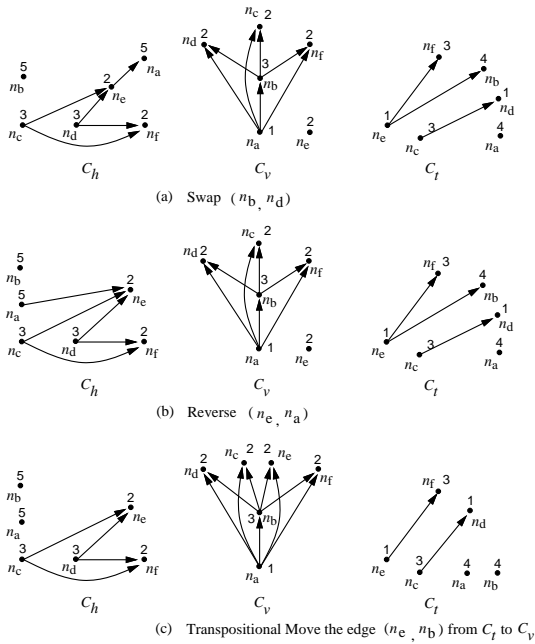 5
n_a
5
n_b
2
n_e
3
n_c
3
n_d
2
n_f
C_h
n_c 2
n_d 2
2
n_f
3
n_b
n_a 1
2
n_e
C_v
n_f 3
4
n_b
1
n_d
1
n_e
3
n_c
4
n_a
C_t
(a) Swap (n_b, n_d)
5
n_b
5
n_a
2
n_e
3
n_c
3
n_d
2
n_f
C_h
n_c 2
n_d 2
2
n_f
3
n_b
n_a 1
2
n_e
C_v
n_f 3
4
n_b
1
n_d
1
n_e
3
n_c
4
n_a
C_t
(b) Reverse (n_e, n_a)
5
n_b
5
n_a
2
n_e
3
n_c
3
n_d
2
n_f
C_h
n_c 2
2 n_e
2
n_d
2
n_f
3 n_b
n_a 1
C_v
n_f 3
1
n_d
1
n_e
3
n_c
4
n_a
4
n_b
C_t
(c) Transpositional Move the edge (n_e, n_b) from C_t to C_v